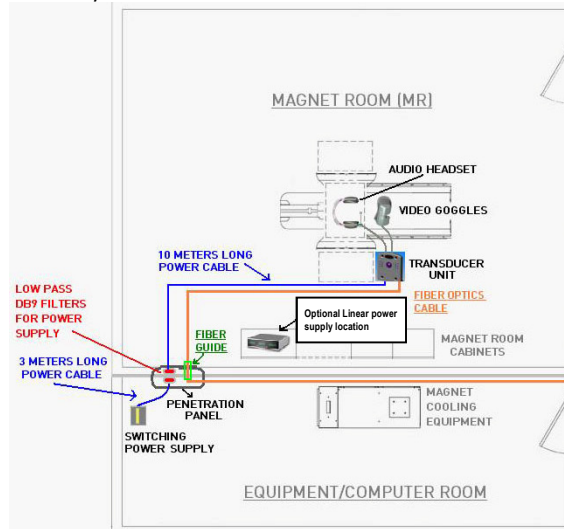 MAGNET ROOM (MR)
AUDIO HEADSET
VIDEO GOGGLES
10 METERS LONG
POWER CABLE
TRANSDUCER
UNIT
LOW PASS
DB9 FILTERS
FOR POWER
SUPPLY
FIBER OPTICS
CABLE
Optional Linear power
supply location
FIBER
GUIDE
MAGNET ROOM
CABINETS
3 METERS LONG
POWER CABLE
PENETRATION
PANEL
MAGNET
COOLING
EQUIPMENT
SWITCHING
POWER SUPPLY
EQUIPMENT/COMPUTER ROOM